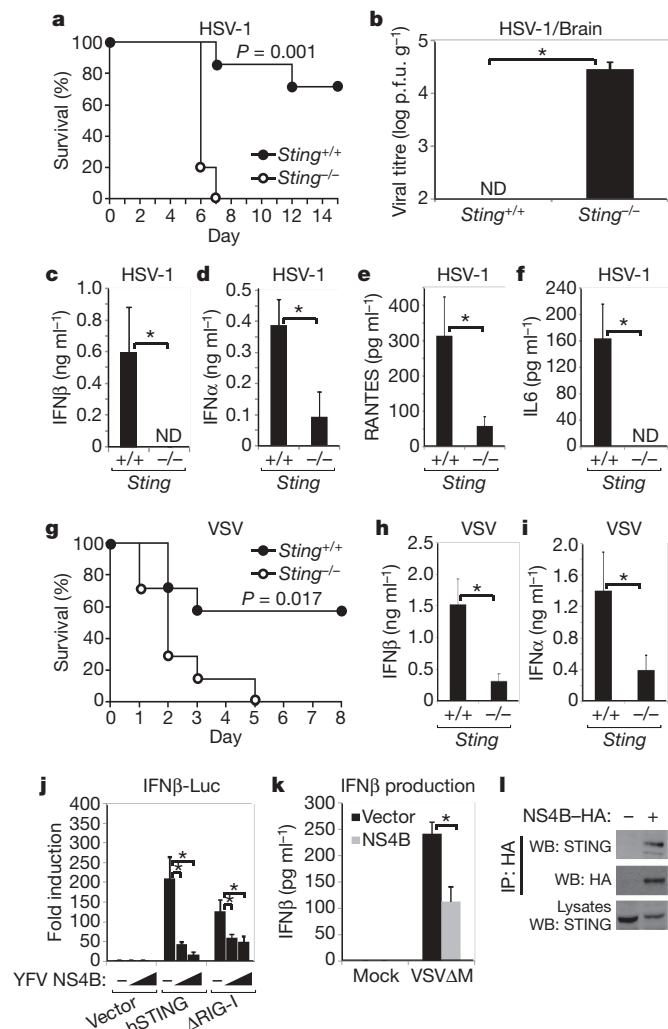 a
HSV-1
P = 0.001
Survival (%)
100
80
60
40
20
0
Sting+/+
Sting−/−
0 2 4 6 8 10 12 14
Day
b
HSV-1/Brain
*
Viral titre (log p.f.u. g−1)
5
4
3
2
ND
Sting+/+ Sting−/−
c
HSV-1
IFNβ (ng ml−1)
1.0
0.8
0.6
0.4
0.2
0
*
ND
+/+ −/−
Sting
d
HSV-1
IFNα (ng ml−1)
0.5
0.4
0.3
0.2
0.1
0
*
+/+ −/−
Sting
e
HSV-1
RANTES (pg ml−1)
400
300
200
100
0
*
+/+ −/−
Sting
f
HSV-1
IL6 (pg ml−1)
240
200
160
120
80
40
0
*
ND
+/+ −/−
Sting
g
VSV
Survival (%)
100
80
60
40
20
0
Sting+/+
Sting−/−
P = 0.017
0 1 2 3 4 5 6 7 8
Day
h
VSV
IFNβ (ng ml−1)
2.5
2.0
1.5
1.0
0.5
0
*
+/+ −/−
Sting
i
VSV
IFNα (ng ml−1)
2.0
1.6
1.2
0.8
0.4
0
*
+/+ −/−
Sting
j
IFNβ-Luc
Fold induction
400
350
300
250
200
150
100
50
0
* * * *
YFV NS4B: – – –
Vector
hSTING
ΔRIG-I
k
IFNβ production
Vector
NS4B
*
IFNβ (pg ml−1)
300
250
200
150
100
50
0
Mock VSVΔM
l
NS4B–HA: – +
IP: HA
WB: STING
WB: HA
Lysates
WB: STING